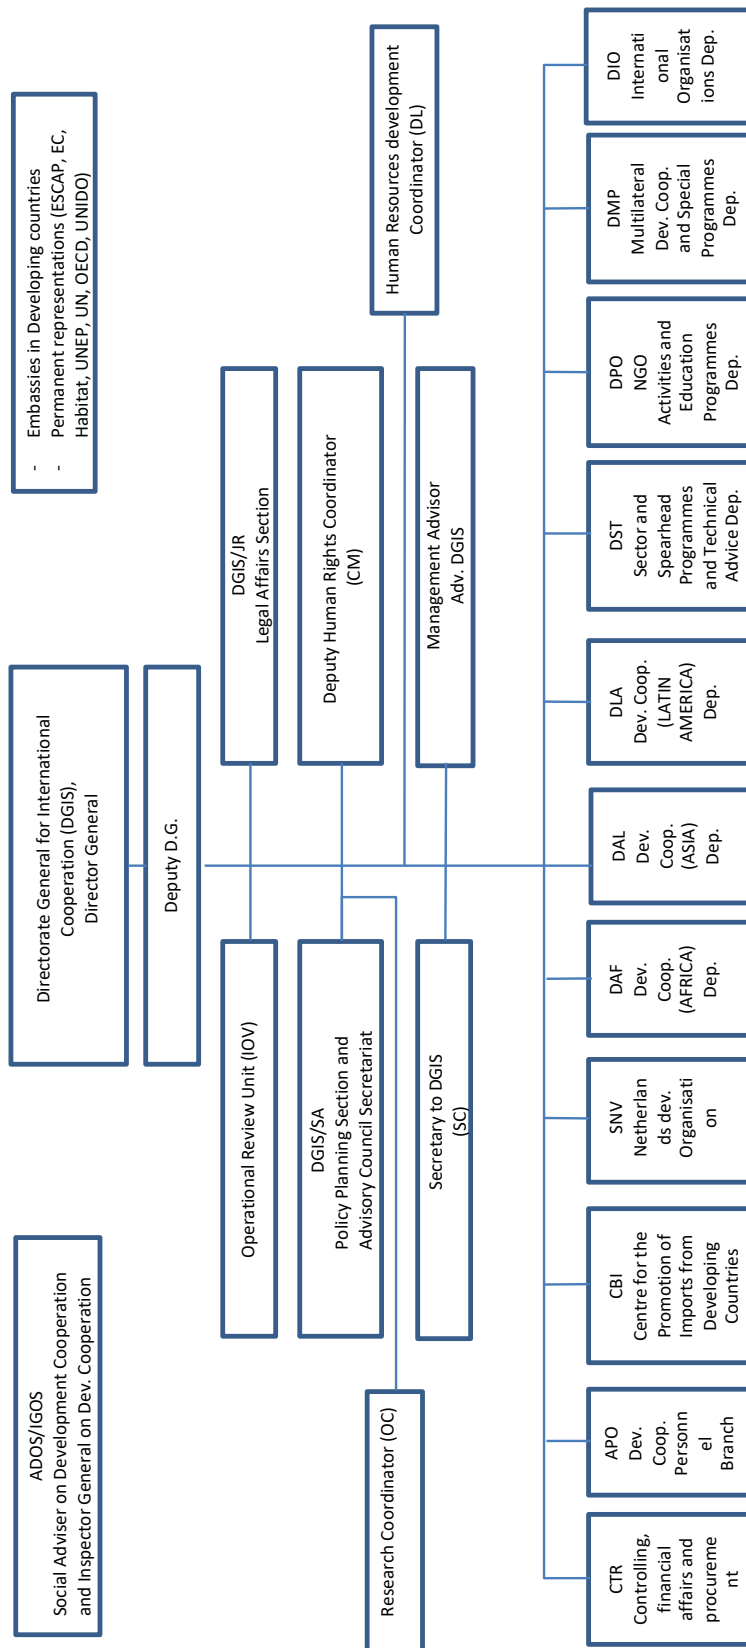 ADOS/IGOS
Social Adviser on Development Cooperation
and Inspector General on Dev. Cooperation
Directorate General for International
Cooperation (DGIS),
Director General
- Embassies in Developing countries
- Permanent representations (ESCAP, EC,
Habitat, UNEP, UN, OECD, UNIDO)
Deputy D.G.
Operational Review Unit (IOV)
DGIS/JR
Legal Affairs Section
DGIS/SA
Policy Planning Section and
Advisory Council Secretariat
Deputy Human Rights Coordinator
(CM)
Research Coordinator (OC)
Human Resources development
Coordinator (DL)
Secretary to DGIS
(SC)
Management Advisor
Adv. DGIS
CTR
Controlling,
financial
affairs and
procureme
nt
APO
Dev.
Coop.
Personn
el
Branch
CBI
Centre for the
Promotion of
Imports from
Developing
Countries
SNV
Netherlan
ds dev.
Organisati
on
DAF
Dev.
Coop.
(AFRICA)
Dep.
DAL
Dev.
Coop.
(ASIA)
Dep.
DLA
Dev. Coop.
(LATIN
AMERICA)
Dep.
DST
Sector and
Spearhead
Programmes
and Technical
Advice Dep.
DPO
NGO
Activities and
Education
Programmes
Dep.
DMP
Multilateral
Dev. Coop.
and Special
Programmes
Dep.
DIO
Internati
onal
Organisat
ions Dep.